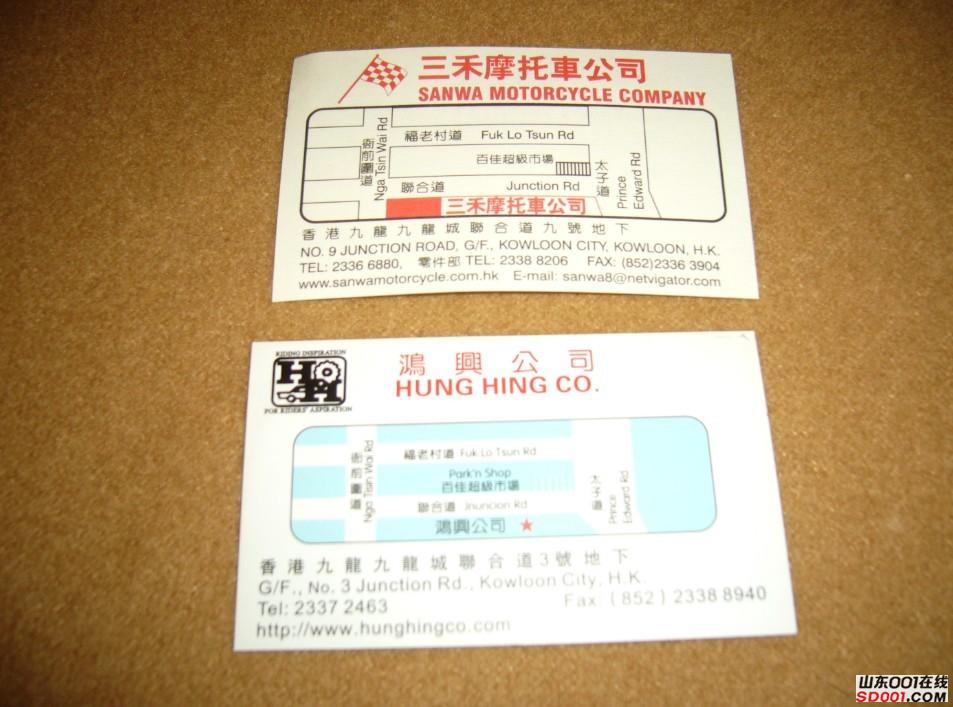 三禾摩托車公司
SANWA MOTORCYCLE COMPANY
福老村道 Fuk Lo Tsun Rd
衙前圍道
Nga Tsin Wai Rd
百佳超級市場
太子道
Prince Edward Rd
聯合道 Junction Rd
三禾摩托車公司
香港九龍九龍城聯合道九號地下
NO. 9 JUNCTION ROAD, G/F., KOWLOON CITY, KOWLOON, H.K.
TEL: 2336 6880, 零件部 TEL: 2338 8206 FAX: (852)2336 3904
www.sanwamotorcycle.com.hk E-mail: sanwa8@netvigator.com
RIDING INSPIRATION
HH
FOR RIDERS' ASPIRATION
鴻興公司
HUNG HING CO.
福老村道 Fuk Lo Tsun Rd
衙前圍道
Nga Tsin Wai Rd
Park'n Shop
百佳超級市場
太子道
Prince Edward Rd
聯合道 Jnuncion Rd
鴻興公司 ★
香港九龍九龍城聯合道3號地下
G/F., No. 3 Junction Rd., Kowloon City, H.K.
Tel: 2337 2463 Fax: (852) 2338 8940
http://www.hunghingco.com
山东001在线
SD001.COM